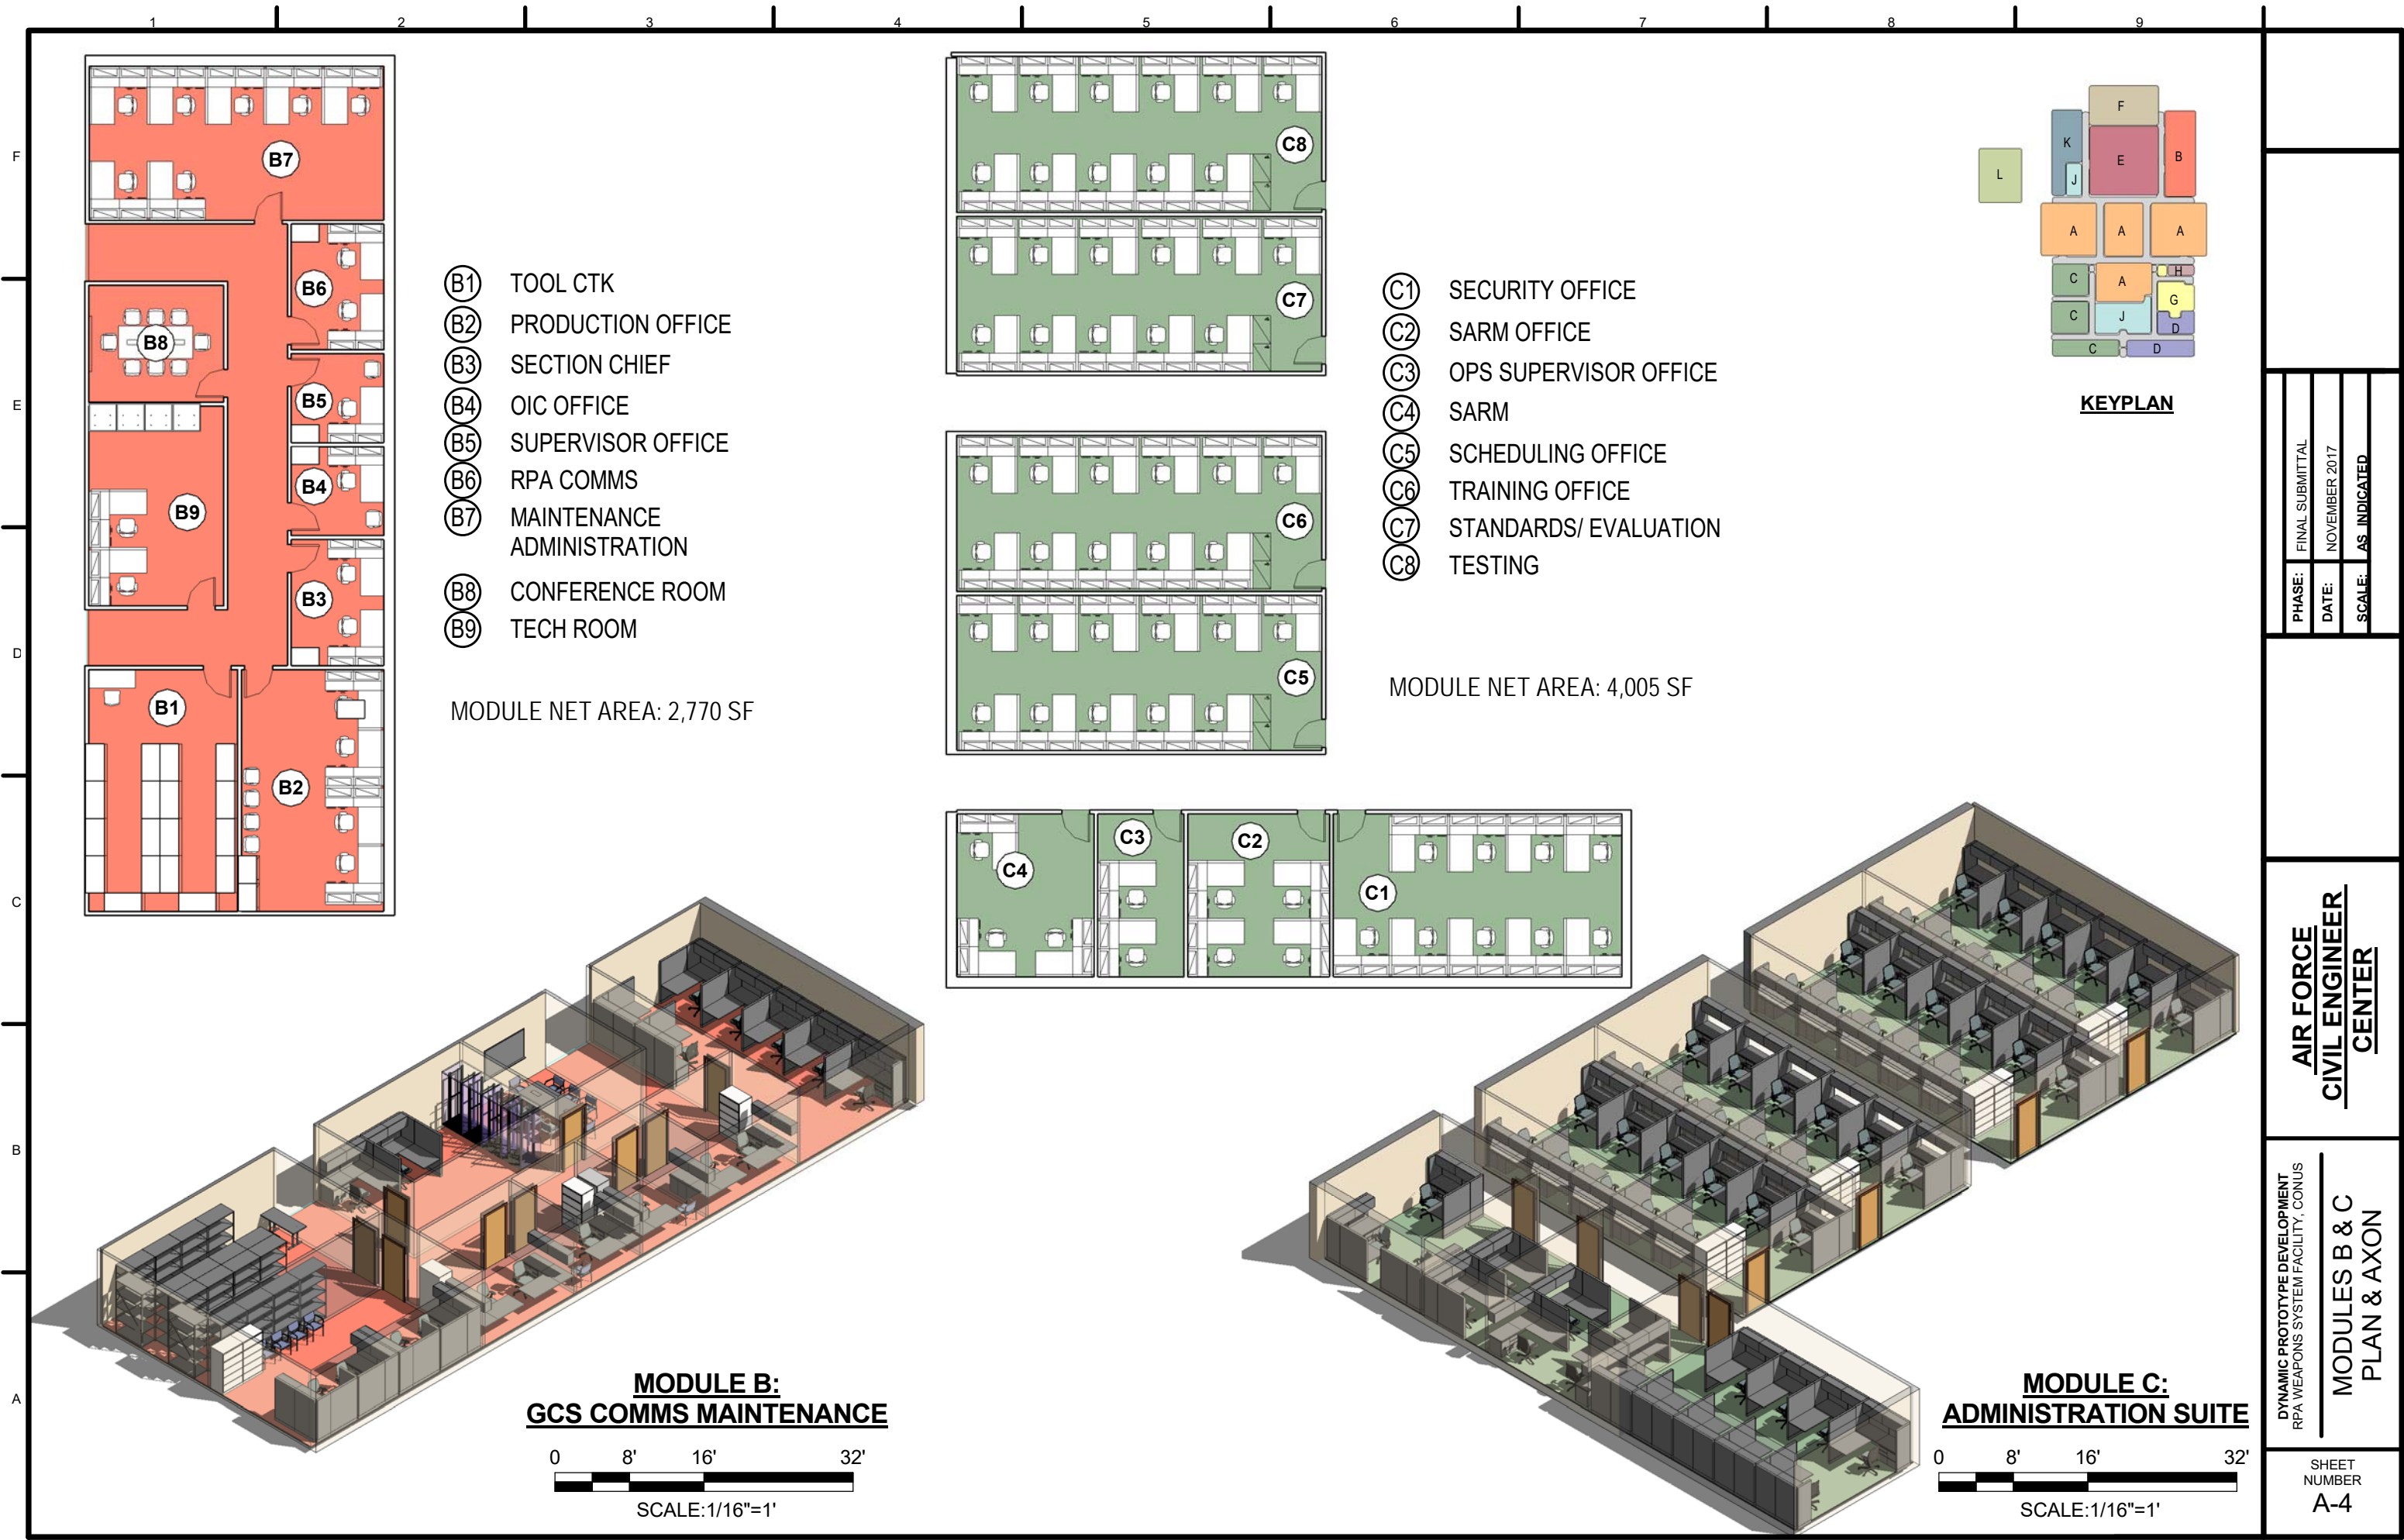 1 2 3 4 5 6 7 8 9
F
E
D
C
B
A
B7
B6
B8
B5
B4
B9
B3
B1
B2
B1 TOOL CTK
B2 PRODUCTION OFFICE
B3 SECTION CHIEF
B4 OIC OFFICE
B5 SUPERVISOR OFFICE
B6 RPA COMMS
B7 MAINTENANCE
ADMINISTRATION
B8 CONFERENCE ROOM
B9 TECH ROOM
MODULE NET AREA: 2,770 SF
C8
C7
C6
C5
C4
C3
C2
C1
C1 SECURITY OFFICE
C2 SARM OFFICE
C3 OPS SUPERVISOR OFFICE
C4 SARM
C5 SCHEDULING OFFICE
C6 TRAINING OFFICE
C7 STANDARDS/ EVALUATION
C8 TESTING
MODULE NET AREA: 4,005 SF
F
K
E
B
J
L
A A A
C
A
H
G
C
J
D
C
D
KEYPLAN
MODULE B:
GCS COMMS MAINTENANCE
0 8' 16' 32'
SCALE:1/16"=1'
MODULE C:
ADMINISTRATION SUITE
0 8' 16' 32'
SCALE:1/16"=1'
PHASE: FINAL SUBMITTAL
DATE: NOVEMBER 2017
SCALE: AS INDICATED
AIR FORCE
CIVIL ENGINEER
CENTER
DYNAMIC PROTOTYPE DEVELOPMENT
RPA WEAPONS SYSTEM FACILITY, CONUS
MODULES B & C
PLAN & AXON
SHEET
NUMBER
A-4